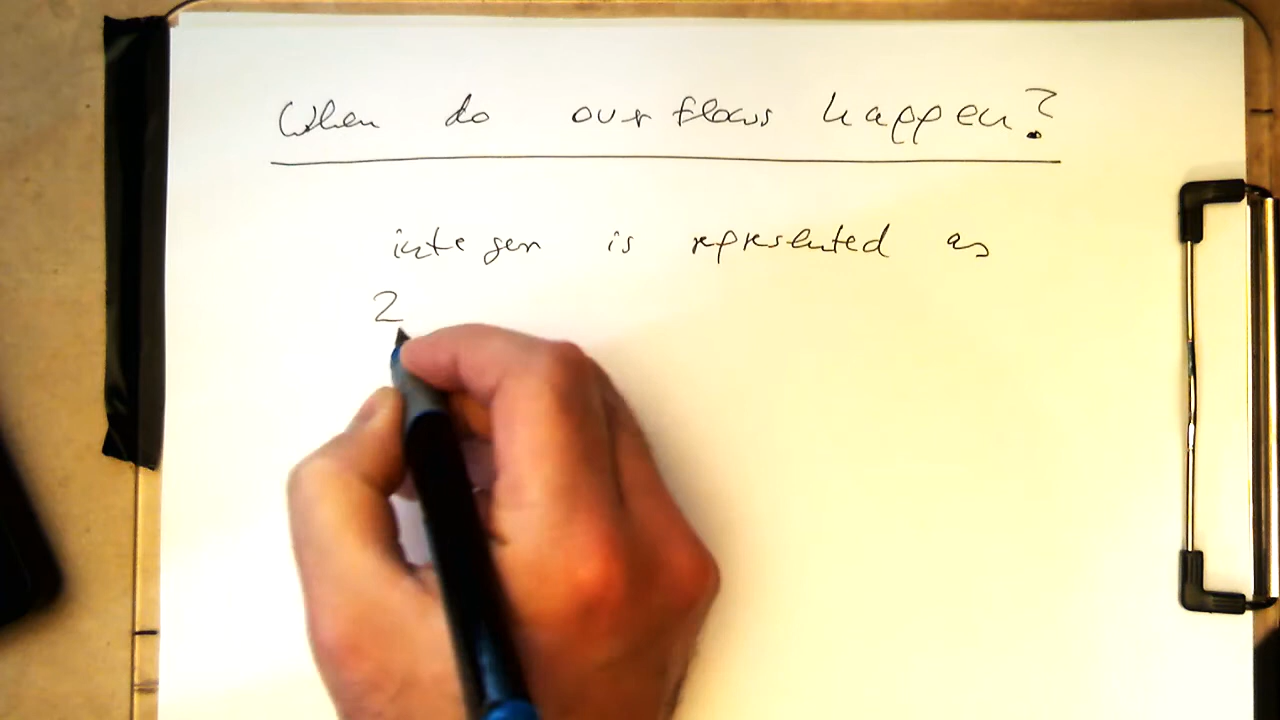 When do overflows happen?
integer is represented as
2